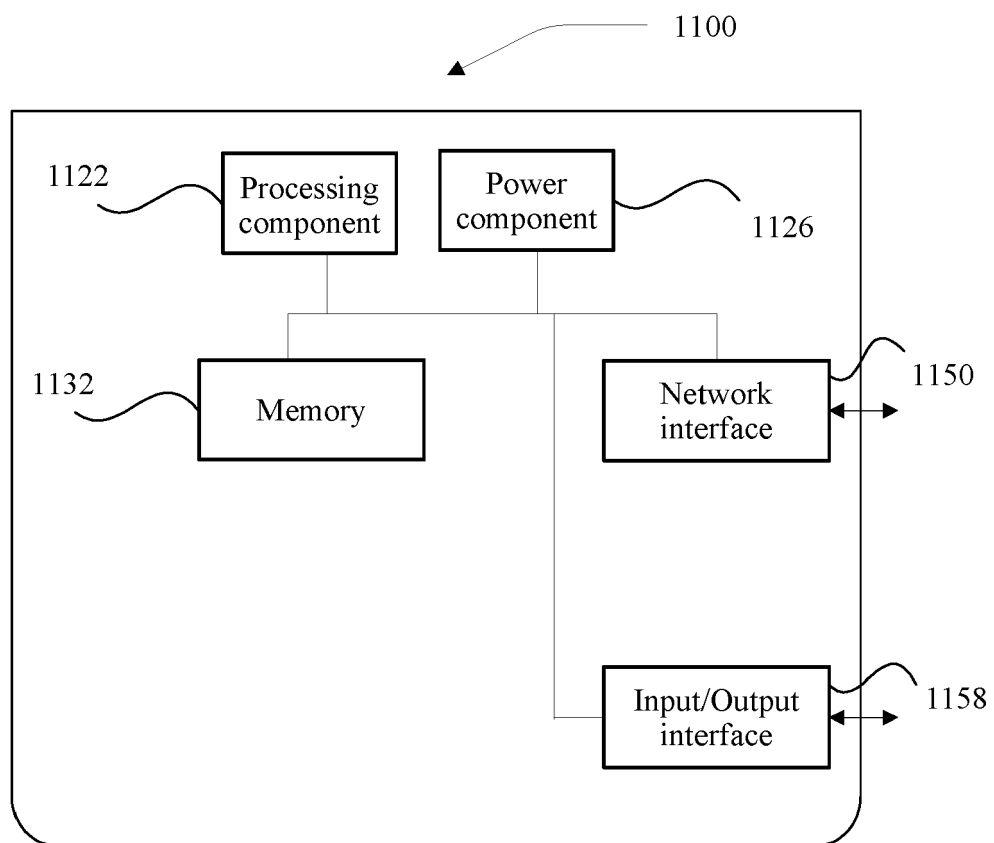 1100
1122
Processing
component
Power
component
1126
1132
Memory
Network
interface
1150
Input/Output
interface
1158